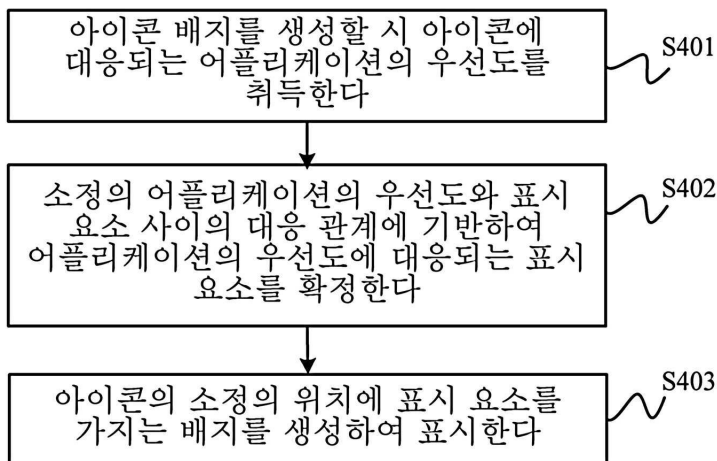 아이콘 배지를 생성할 시 아이콘에
대응되는 어플리케이션의 우선도를
취득한다
S401
소정의 어플리케이션의 우선도와 표시
요소 사이의 대응 관계에 기반하여
어플리케이션의 우선도에 대응되는 표시
요소를 확정한다
S402
아이콘의 소정의 위치에 표시 요소를
가지는 배지를 생성하여 표시한다
S403